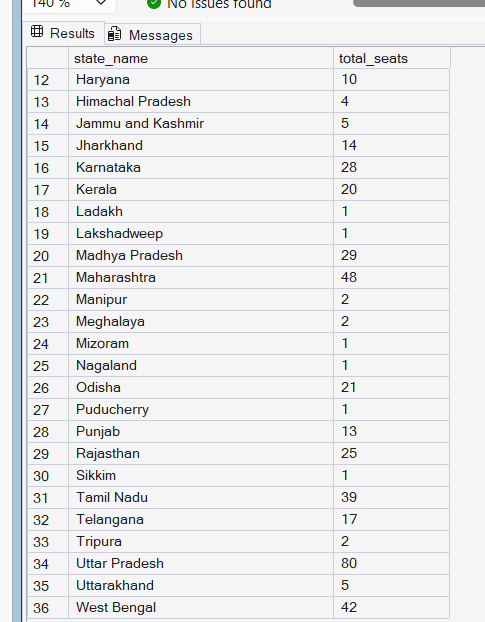 140 % No issues found
Results Messages
state_name total_seats
12 Haryana 10
13 Himachal Pradesh 4
14 Jammu and Kashmir 5
15 Jharkhand 14
16 Karnataka 28
17 Kerala 20
18 Ladakh 1
19 Lakshadweep 1
20 Madhya Pradesh 29
21 Maharashtra 48
22 Manipur 2
23 Meghalaya 2
24 Mizoram 1
25 Nagaland 1
26 Odisha 21
27 Puducherry 1
28 Punjab 13
29 Rajasthan 25
30 Sikkim 1
31 Tamil Nadu 39
32 Telangana 17
33 Tripura 2
34 Uttar Pradesh 80
35 Uttarakhand 5
36 West Bengal 42